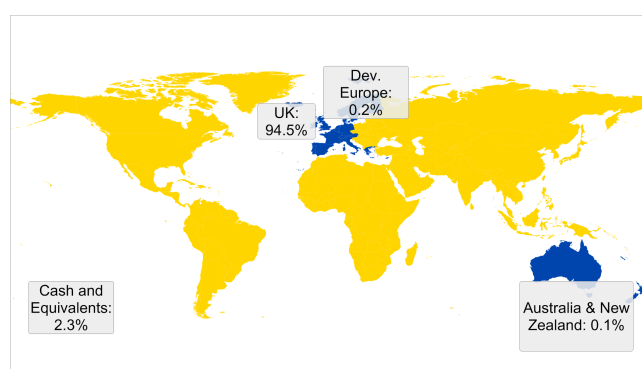 Dev.
Europe:
0.2%
UK:
94.5%
Cash and
Equivalents:
2.3%
Australia & New
Zealand: 0.1%